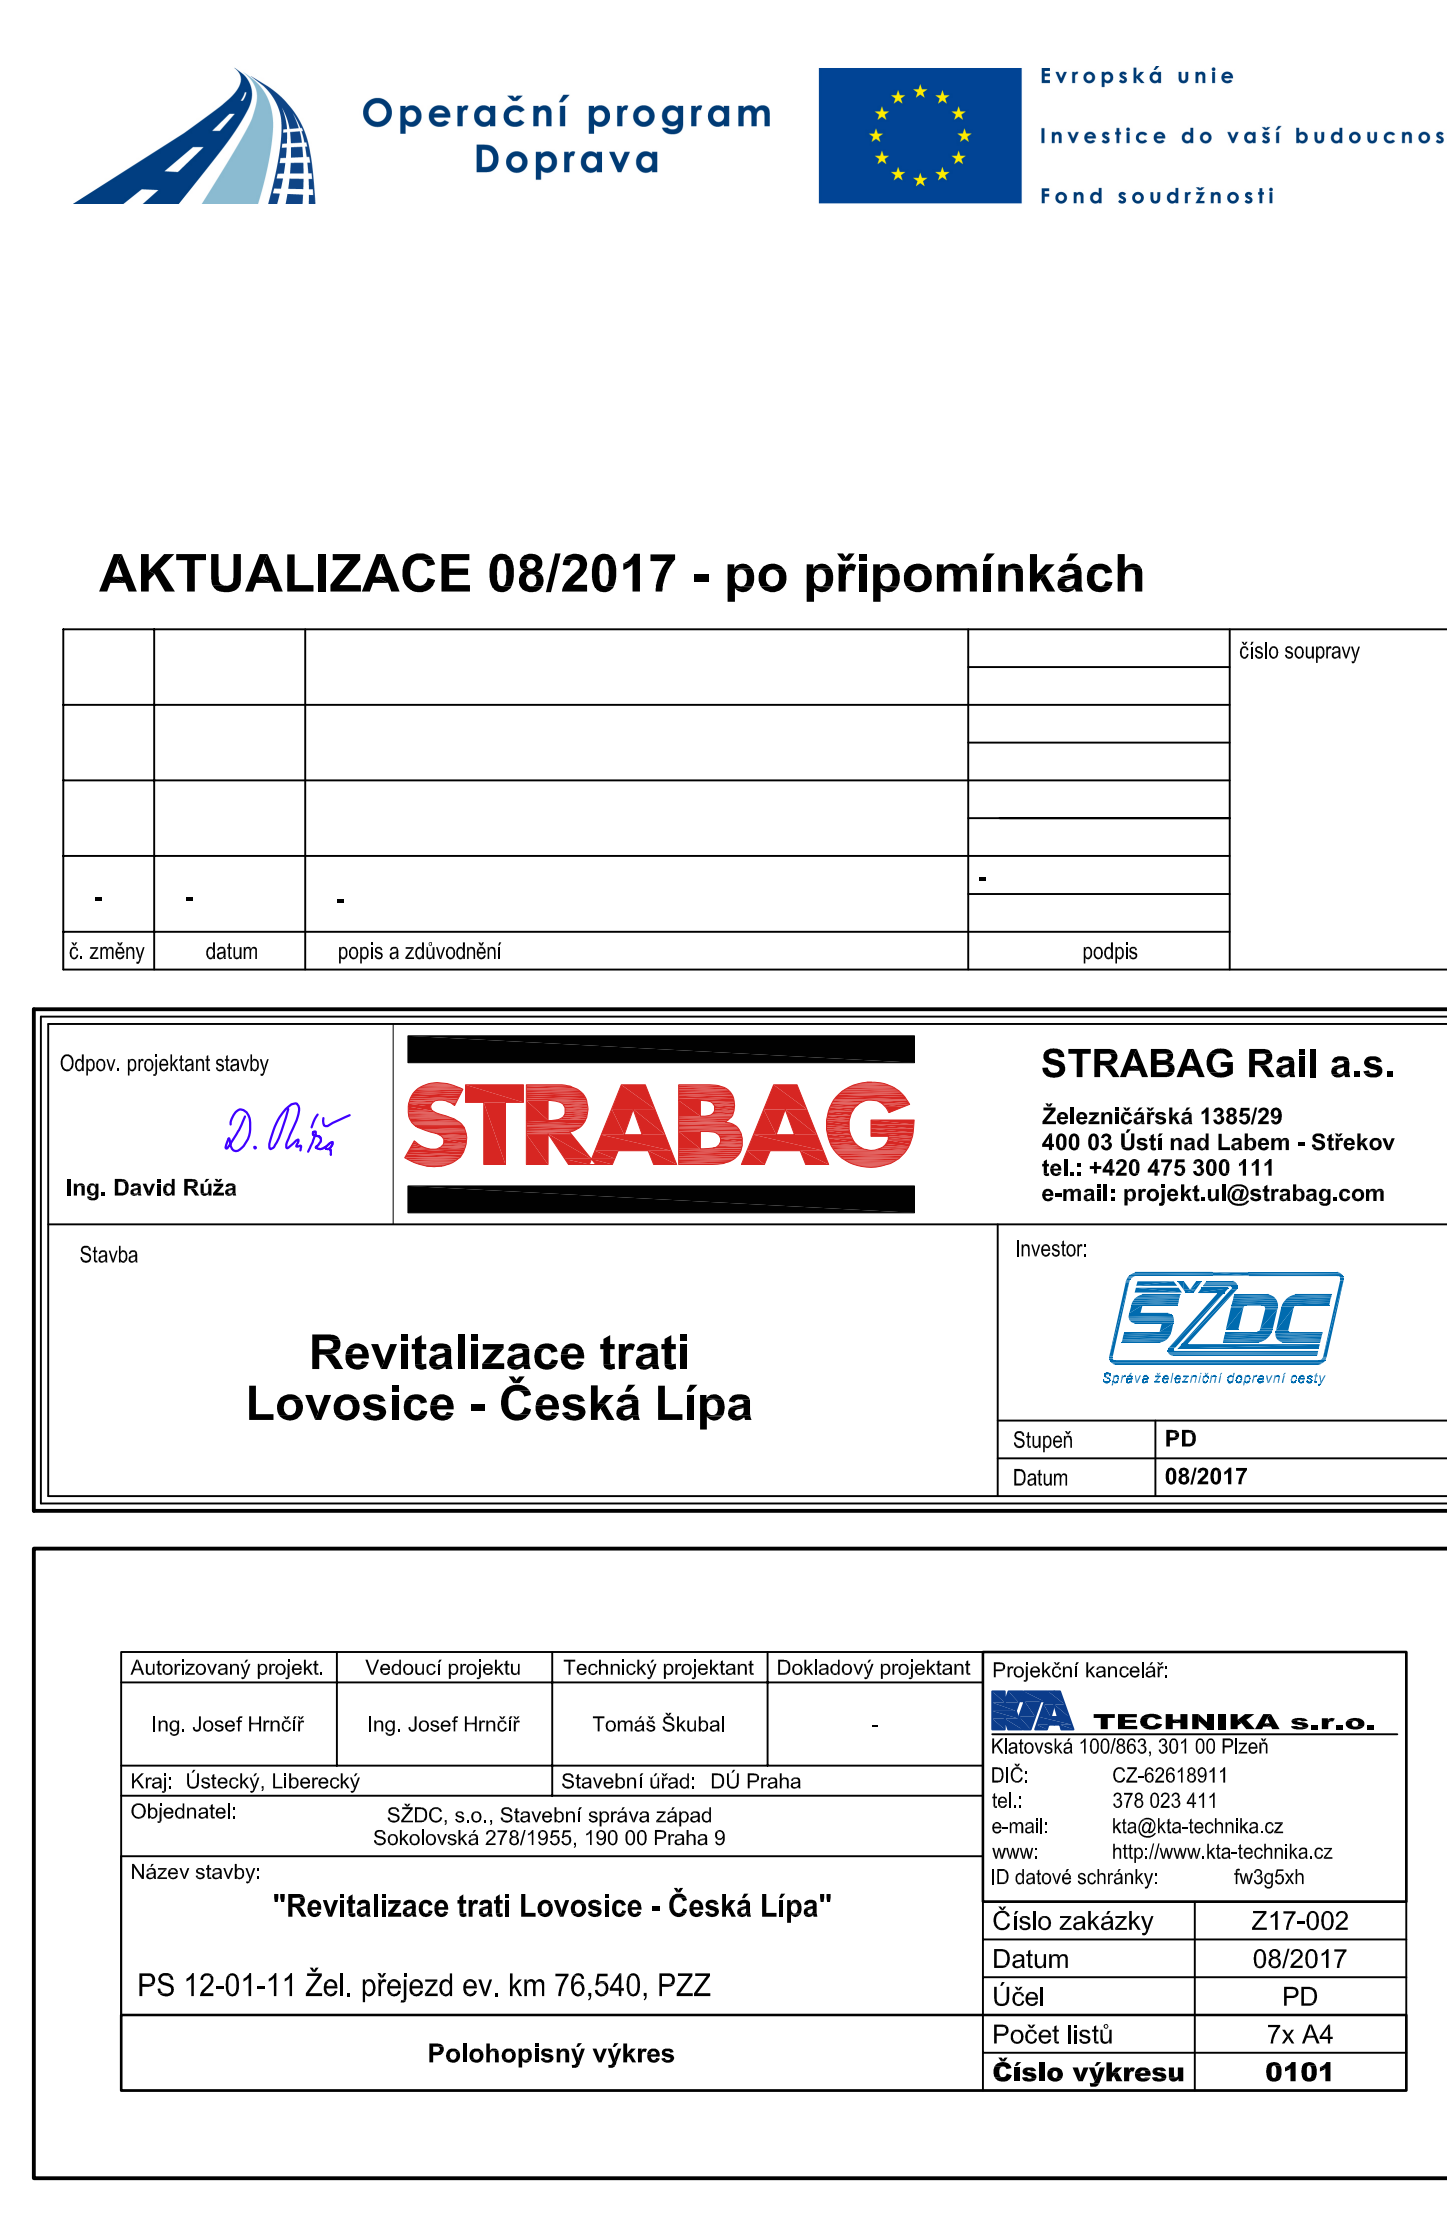 Operační program
Doprava
Evropská unie
Investice do vaší budoucnos
Fond soudržnosti
AKTUALIZACE 08/2017 - po připomínkách
číslo soupravy
-
- - -
č. změny datum popis a zdůvodnění podpis
Odpov. projektant stavby
D. Růža
Ing. David Rúža
STRABAG
STRABAG Rail a.s.
Železničářská 1385/29
400 03 Ústí nad Labem - Střekov
tel.: +420 475 300 111
e-mail: projekt.ul@strabag.com
Stavba
Revitalizace trati
Lovosice - Česká Lípa
Investor:
SŽDC
Správa železniční dopravní cesty
Stupeň PD
Datum 08/2017
Autorizovaný projekt. Vedoucí projektu Technický projektant Dokladový projektant
Ing. Josef Hrnčíř Ing. Josef Hrnčíř Tomáš Škubal -
Kraj: Ústecký, Liberecký Stavební úřad: DÚ Praha
Objednatel: SŽDC, s.o., Stavební správa západ
Sokolovská 278/1955, 190 00 Praha 9
Název stavby:
"Revitalizace trati Lovosice - Česká Lípa"
PS 12-01-11 Žel. přejezd ev. km 76,540, PZZ
Polohopisný výkres
Projekční kancelář:
KTA TECHNIKA s.r.o.
Klatovská 100/863, 301 00 Plzeň
DIČ: CZ-62618911
tel.: 378 023 411
e-mail: kta@kta-technika.cz
www: http://www.kta-technika.cz
ID datové schránky: fw3g5xh
Číslo zakázky Z17-002
Datum 08/2017
Účel PD
Počet listů 7x A4
Číslo výkresu 0101